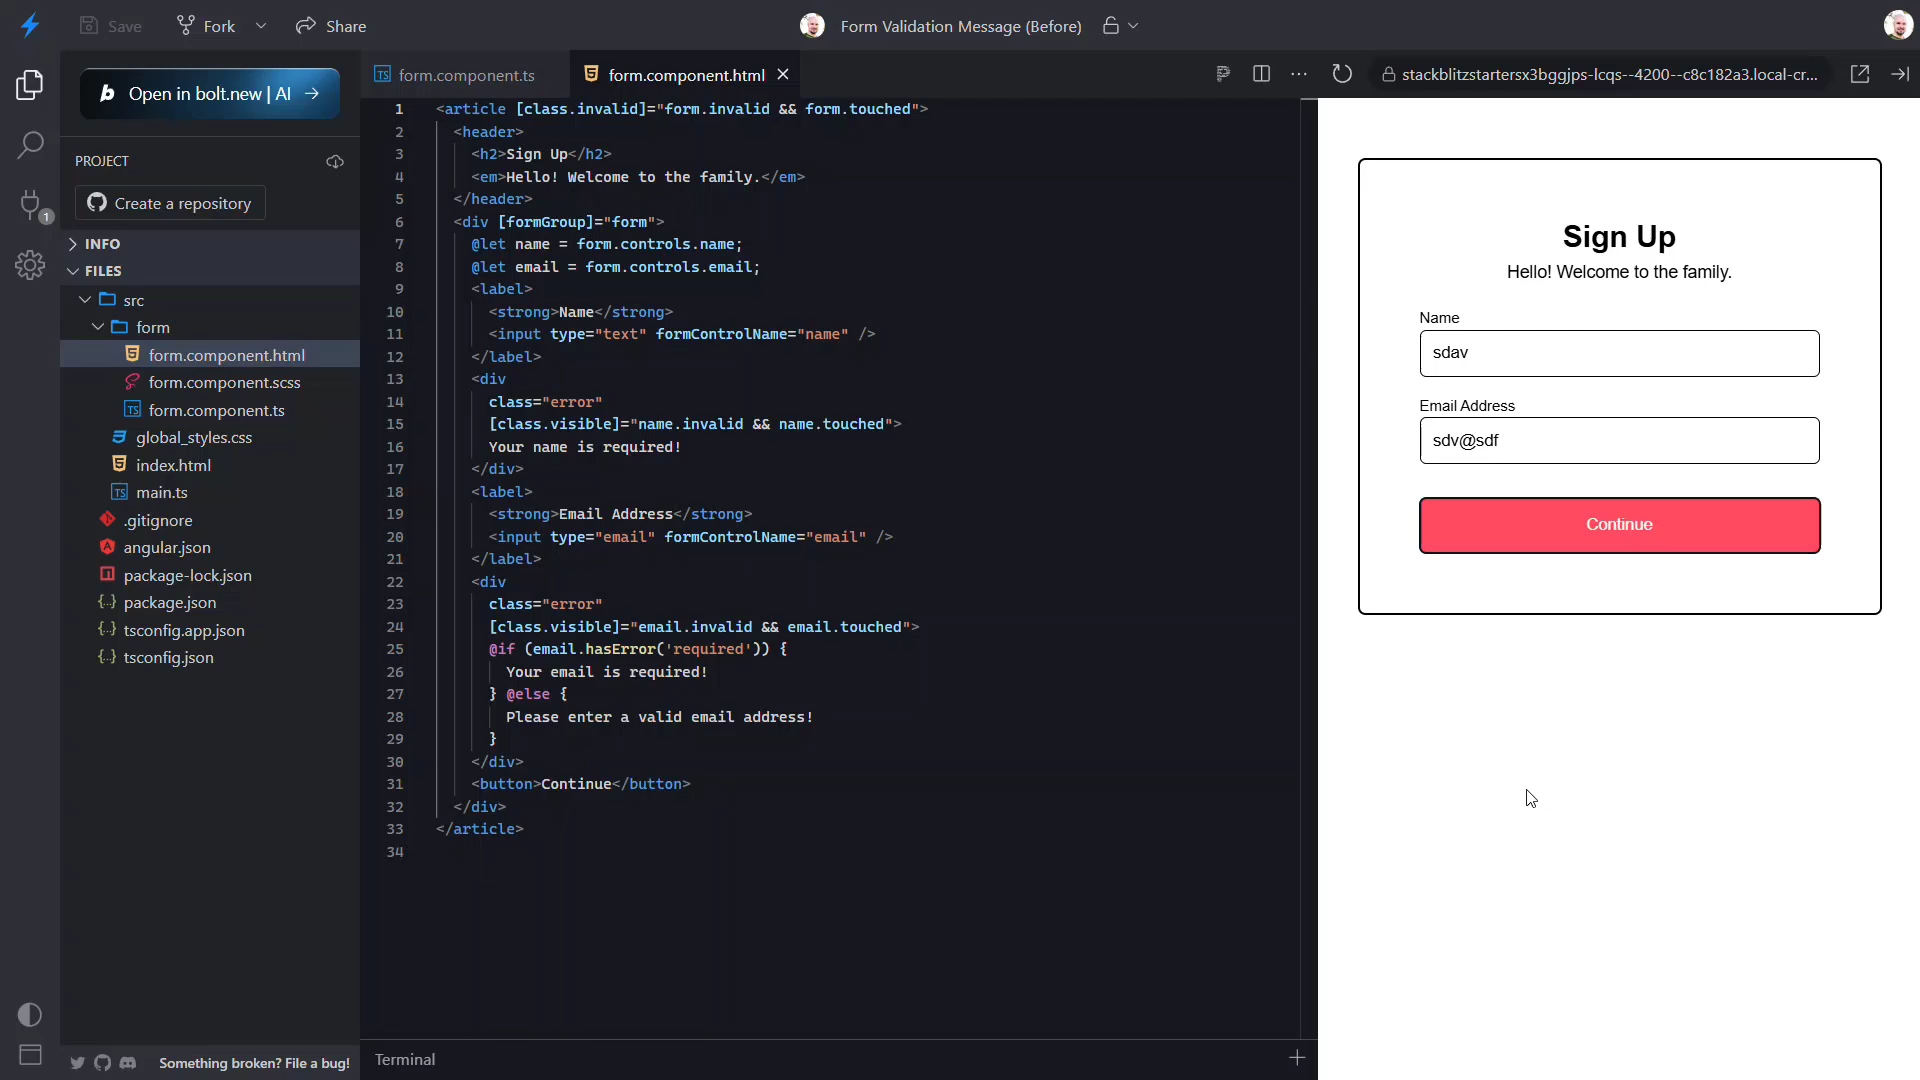 Save
Fork
Share
Form Validation Message (Before)
b Open in bolt.new | AI
PROJECT
Create a repository
1
INFO
FILES
src
form
form.component.html
form.component.scss
form.component.ts
global_styles.css
index.html
main.ts
.gitignore
angular.json
package-lock.json
package.json
tsconfig.app.json
tsconfig.json
Something broken? File a bug!
form.component.ts
form.component.html
1 <article [class.invalid]="form.invalid && form.touched">
2 <header>
3 <h2>Sign Up</h2>
4 <em>Hello! Welcome to the family.</em>
5 </header>
6 <div [formGroup]="form">
7 @let name = form.controls.name;
8 @let email = form.controls.email;
9 <label>
10 <strong>Name</strong>
11 <input type="text" formControlName="name" />
12 </label>
13 <div
14 class="error"
15 [class.visible]="name.invalid && name.touched">
16 Your name is required!
17 </div>
18 <label>
19 <strong>Email Address</strong>
20 <input type="email" formControlName="email" />
21 </label>
22 <div
23 class="error"
24 [class.visible]="email.invalid && email.touched">
25 @if (email.hasError('required')) {
26 Your email is required!
27 } @else {
28 Please enter a valid email address!
29 }
30 </div>
31 <button>Continue</button>
32 </div>
33 </article>
34
Terminal
stackblitzstartersx3bggjps-lcqs--4200--c8c182a3.local-cr...
Sign Up
Hello! Welcome to the family.
Name
sdav
Email Address
sdv@sdf
Continue